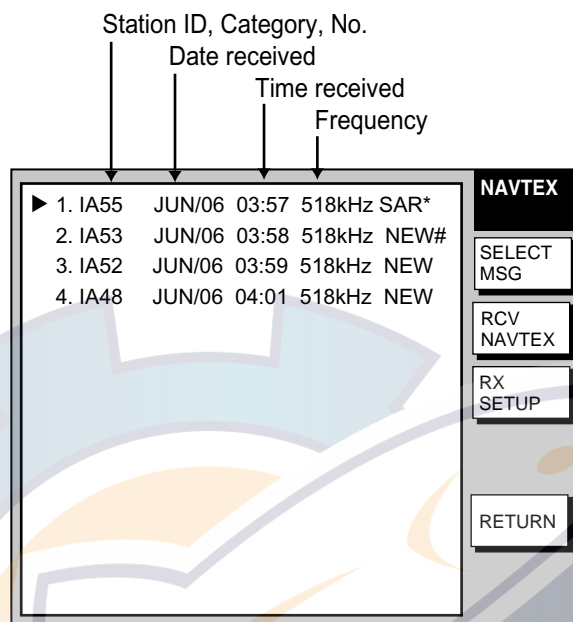 Station ID, Category, No.
Date received
Time received
Frequency
1. IA55 JUN/06 03:57 518kHz SAR*
2. IA53 JUN/06 03:58 518kHz NEW#
3. IA52 JUN/06 03:59 518kHz NEW
4. IA48 JUN/06 04:01 518kHz NEW
NAVTEX
SELECT
MSG
RCV
NAVTEX
RX
SETUP
RETURN